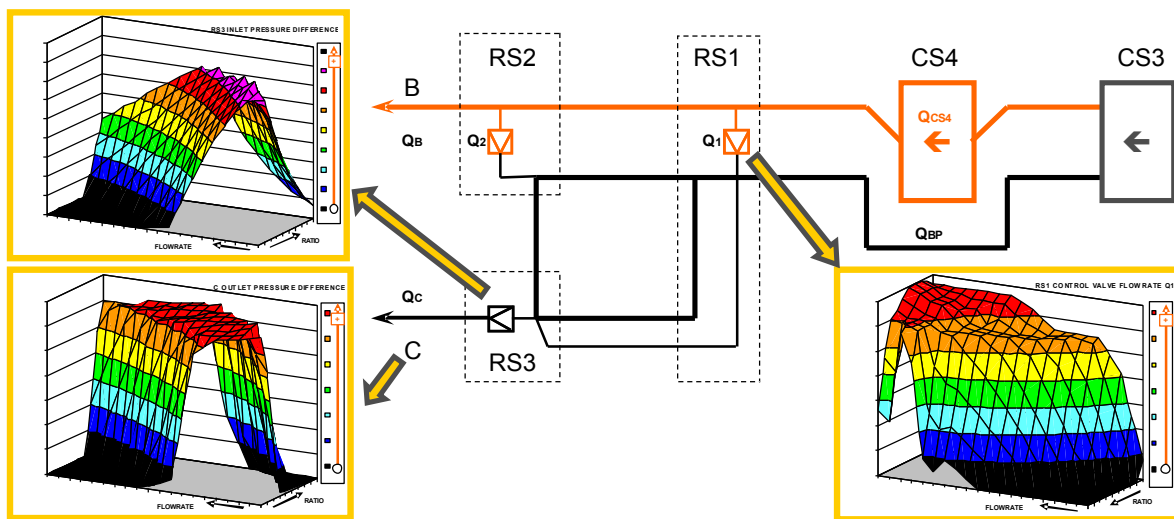 RS3 INLET PRESSURE DIFFERENCE
+
FLOWRATE
RATIO
C OUTLET PRESSURE DIFFERENCE
+
FLOWRATE
RATIO
RS2
RS1
CS4
CS3
B
QCS4
QB
Q2
Q1
QBP
QC
C
RS3
RS1 CONTROL VALVE FLOWRATE Q1
+
FLOWRATE
RATIO